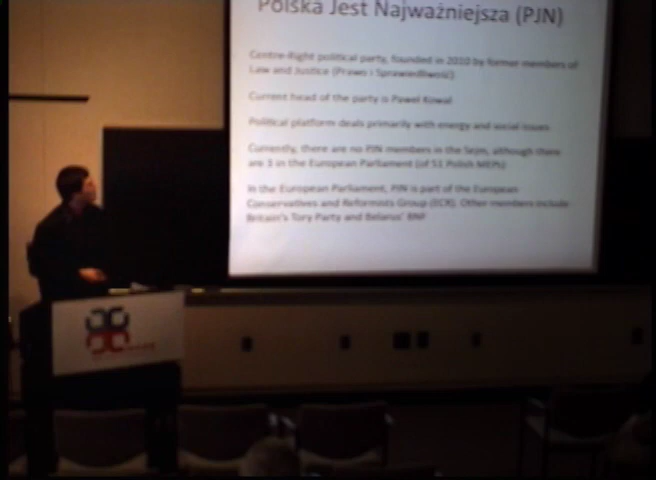 Polska Jest Najważniejsza (PJN)
Centre-Right political party, founded in 2010 by former members of
Law and Justice (Prawo i Sprawiedliwość)
Current head of the party is Paweł Kowal
Political platform deals primarily with energy and social issues
Currently, there are no PJN members in the Sejm, although there
are 3 in the European Parliament (of 51 Polish MEPs)
In the European Parliament, PJN is part of the European
Conservatives and Reformists Group (ECR). Other members include
Britain's Tory Party and Belarus' BNF